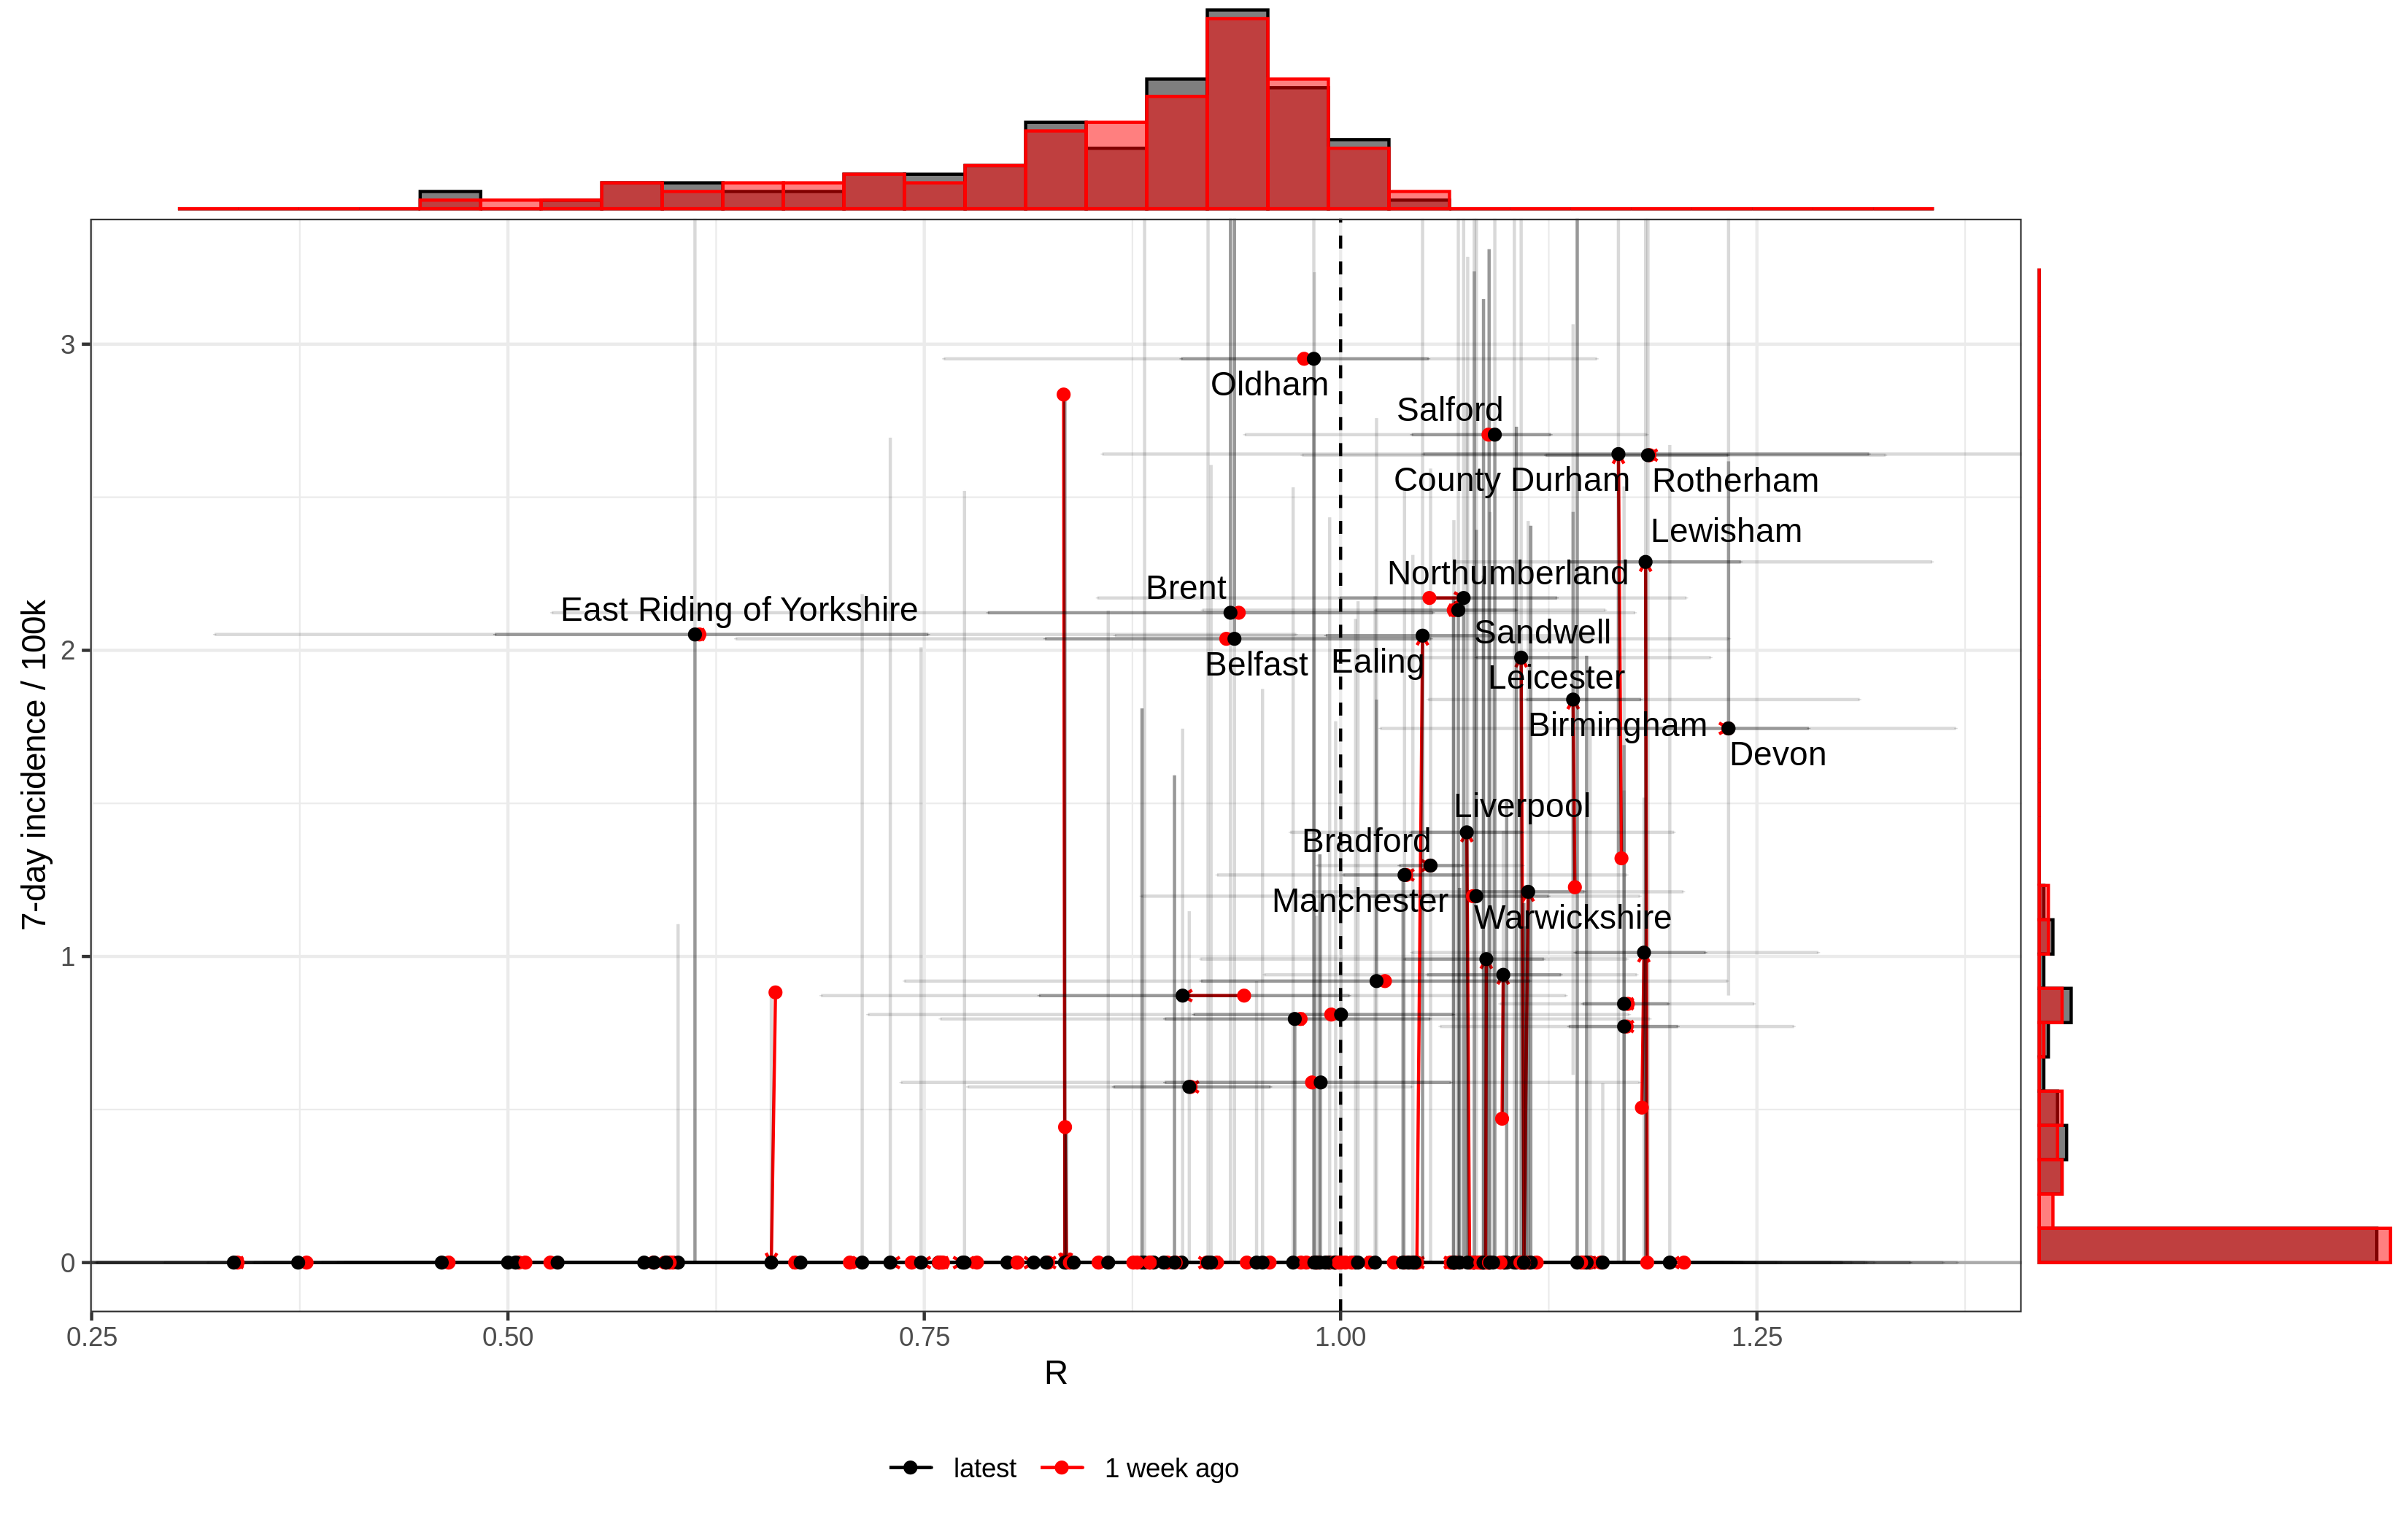 3
2
1
0
7-day incidence / 100k
Oldham
Salford
County Durham
Rotherham
Lewisham
Northumberland
Brent
East Riding of Yorkshire
Sandwell
Belfast
Ealing
Leicester
Birmingham
Devon
Liverpool
Bradford
Manchester
Warwickshire
0.25 0.50 0.75 1.00 1.25
R
latest 1 week ago